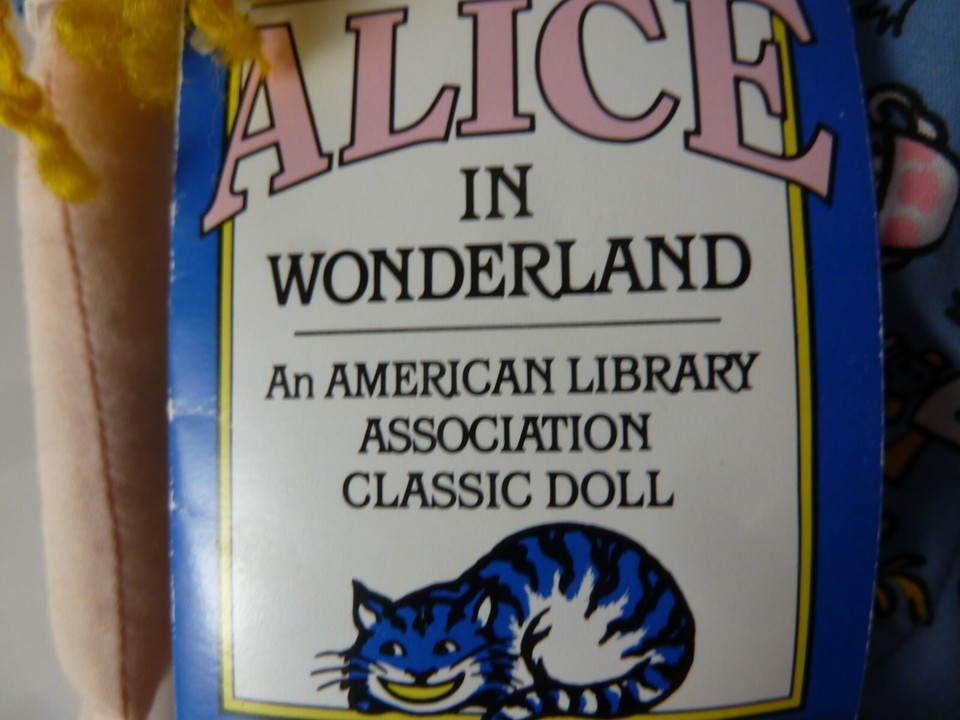 ALICE
IN
WONDERLAND
An AMERICAN LIBRARY
ASSOCIATION
CLASSIC DOLL